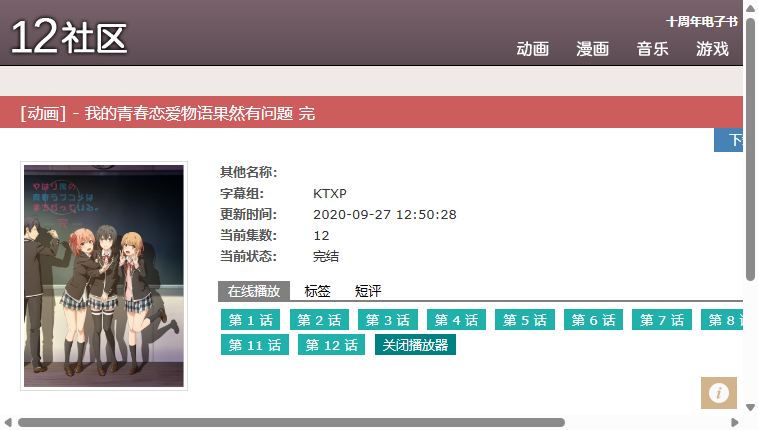 十周年电子书
12社区
动画 漫画 音乐 游戏
[动画] - 我的青春恋爱物语果然有问题 完
其他名称:
字幕组: KTXP
更新时间: 2020-09-27 12:50:28
当前集数: 12
当前状态: 完结
在线播放 标签 短评
第 1 话 第 2 话 第 3 话 第 4 话 第 5 话 第 6 话 第 7 话 第 8
第 11 话 第 12 话 关闭播放器
やはり俺の
青春ラブコメは
まちがっている。
完